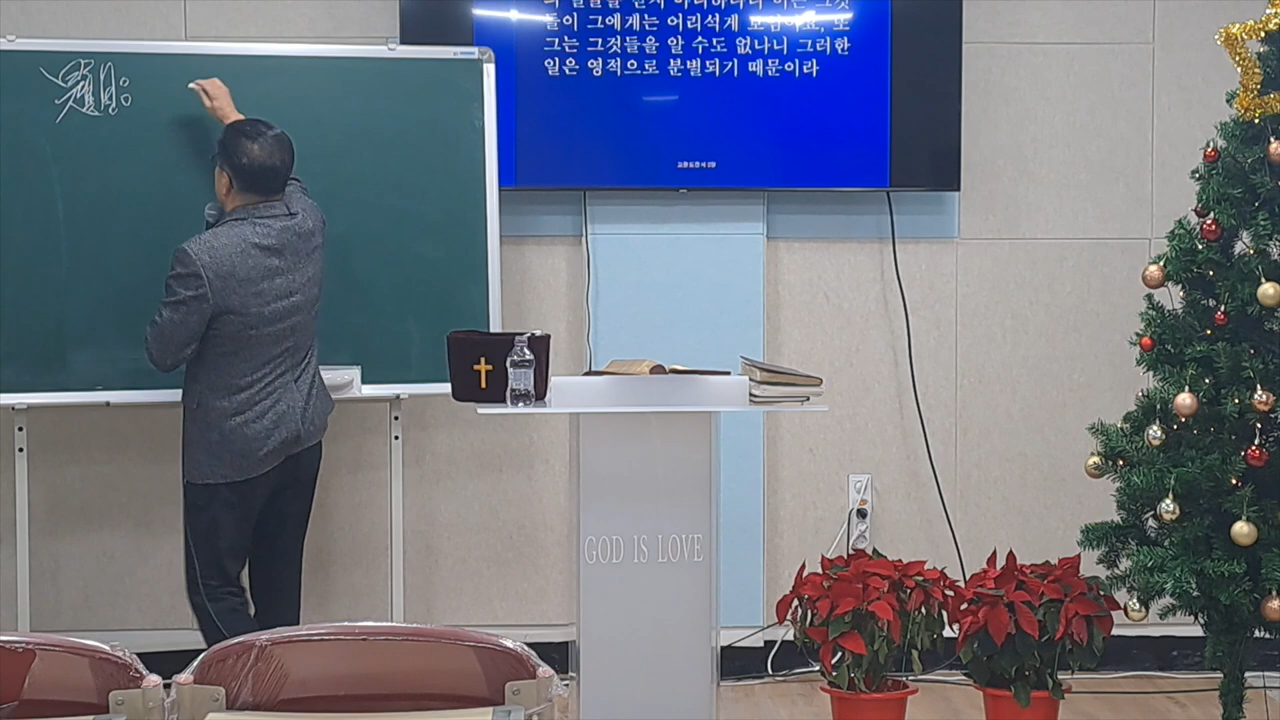 題目:
들이 그에게는 어리석게 보임이요, 또
그는 그것들을 알 수도 없나니 그러한
일은 영적으로 분별되기 때문이라
GOD IS LOVE